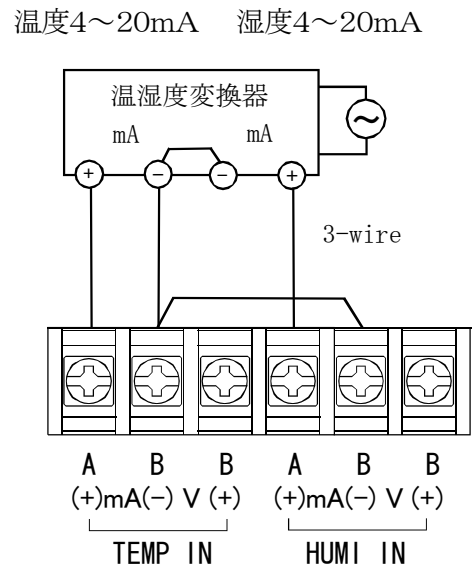 温度4～20mA 湿度4～20mA
温湿度変換器
mA mA
+ − − +
3-wire
A B B A B B
(+)mA(−) V (+) (+)mA(−) V (+)
TEMP IN HUMI IN